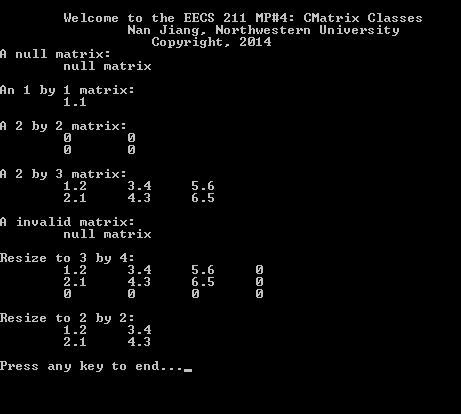 Welcome to the EECS 211 MP#4: CMatrix Classes
Nan Jiang, Northwestern University
Copyright, 2014
A null matrix:
null matrix
An 1 by 1 matrix:
1.1
A 2 by 2 matrix:
0 0
0 0
A 2 by 3 matrix:
1.2 3.4 5.6
2.1 4.3 6.5
A invalid matrix:
null matrix
Resize to 3 by 4:
1.2 3.4 5.6 0
2.1 4.3 6.5 0
0 0 0 0
Resize to 2 by 2:
1.2 3.4
2.1 4.3
Press any key to end..._